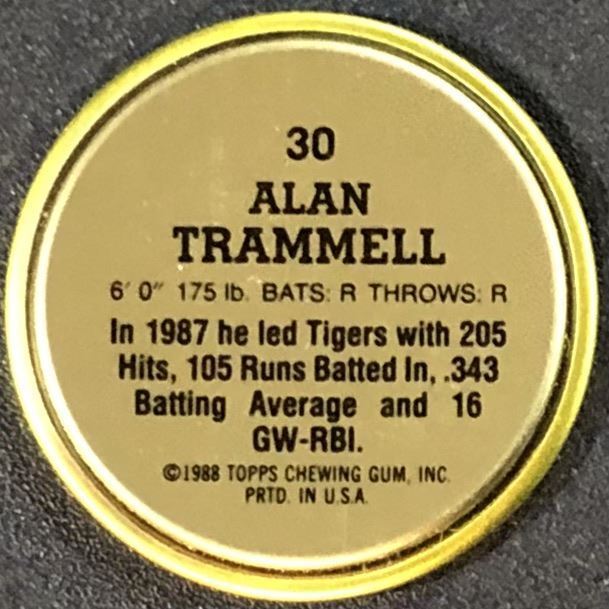 30
ALAN
TRAMMELL
6' 0" 175 lb. BATS: R THROWS: R
In 1987 he led Tigers with 205
Hits, 105 Runs Batted In, .343
Batting Average and 16
GW-RBI.
©1988 TOPPS CHEWING GUM, INC.
PRTD. IN U.S.A.